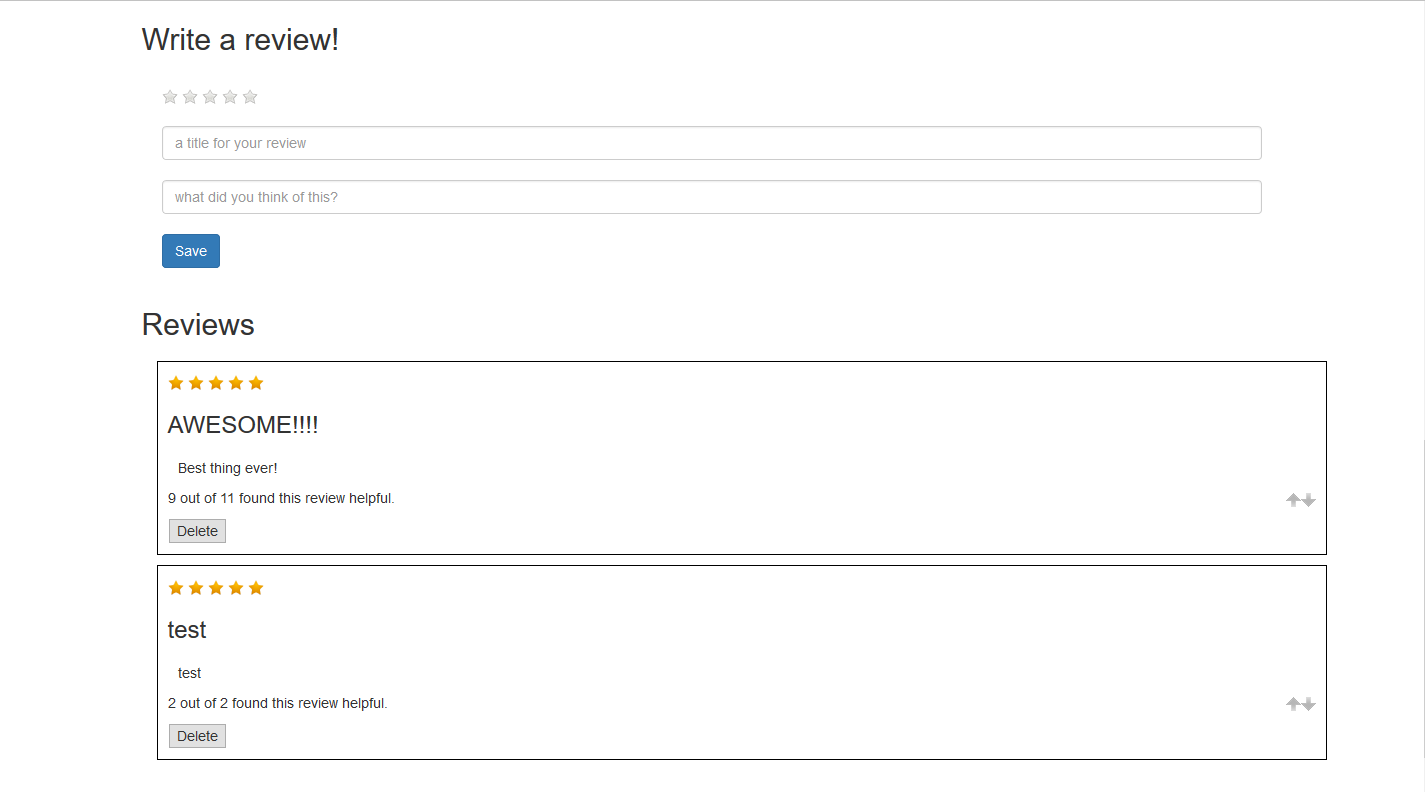 Write a review!
a title for your review
what did you think of this?
Save
Reviews
AWESOME!!!!
Best thing ever!
9 out of 11 found this review helpful.
Delete
test
test
2 out of 2 found this review helpful.
Delete